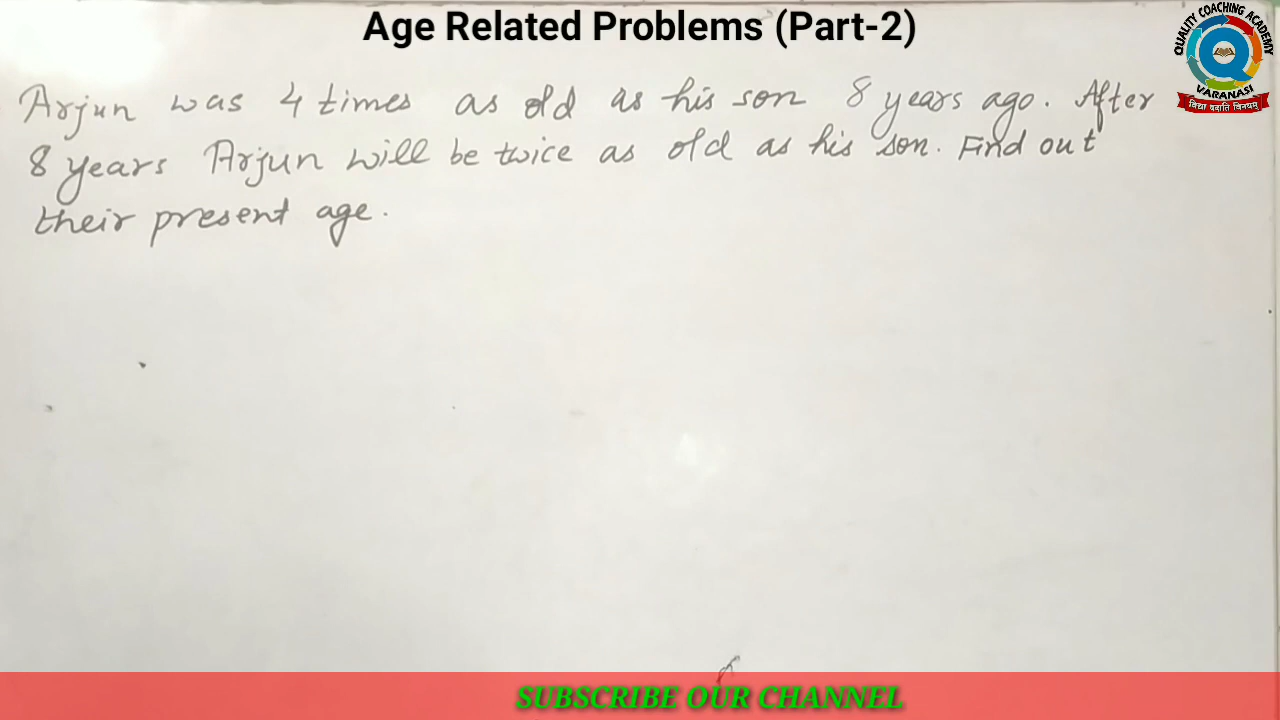 Age Related Problems (Part-2)
QUALITY COACHING ACADEMY
VARANASI
विद्या ददाति विनयम्
Arjun was 4 times as old as his son 8 years ago. After
8 years Arjun will be twice as old as his son. Find out
their present age.
SUBSCRIBE OUR CHANNEL